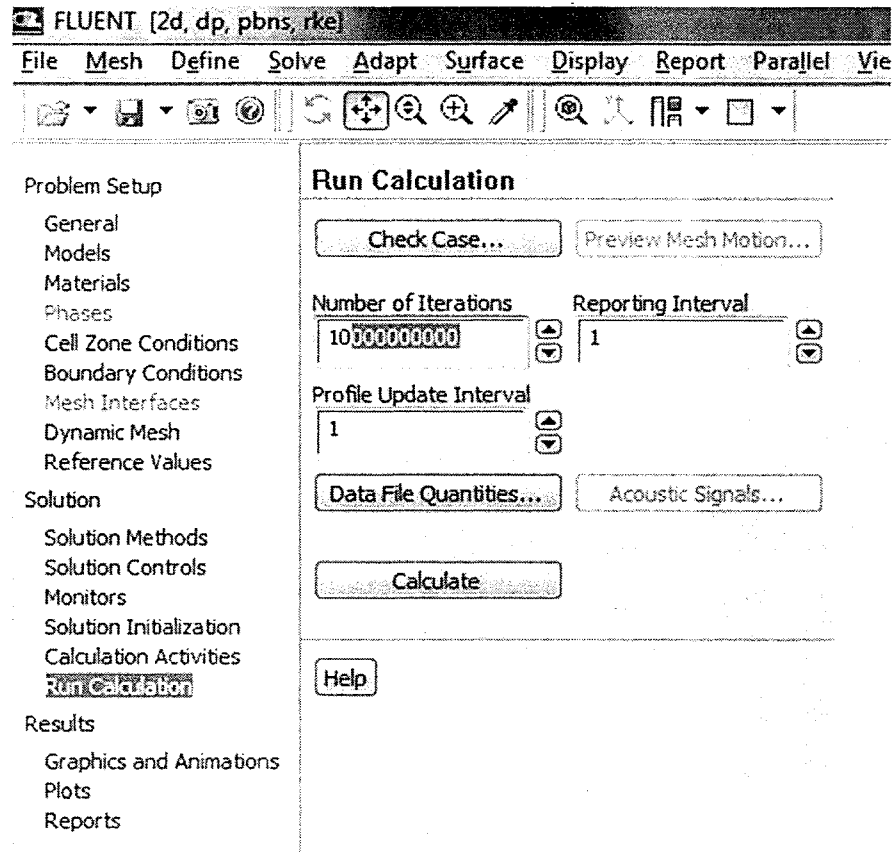 FLUENT [2d, dp, pbns, rke]
File Mesh Define Solve Adapt Surface Display Report Parallel Vie
Problem Setup
General
Models
Materials
Phases
Cell Zone Conditions
Boundary Conditions
Mesh Interfaces
Dynamic Mesh
Reference Values
Solution
Solution Methods
Solution Controls
Monitors
Solution Initialization
Calculation Activities
Run Calculation
Results
Graphics and Animations
Plots
Reports
Run Calculation
Check Case... Preview Mesh Motion...
Number of Iterations Reporting Interval
10000000000 1
Profile Update Interval
1
Data File Quantities... Acoustic Signals...
Calculate
Help